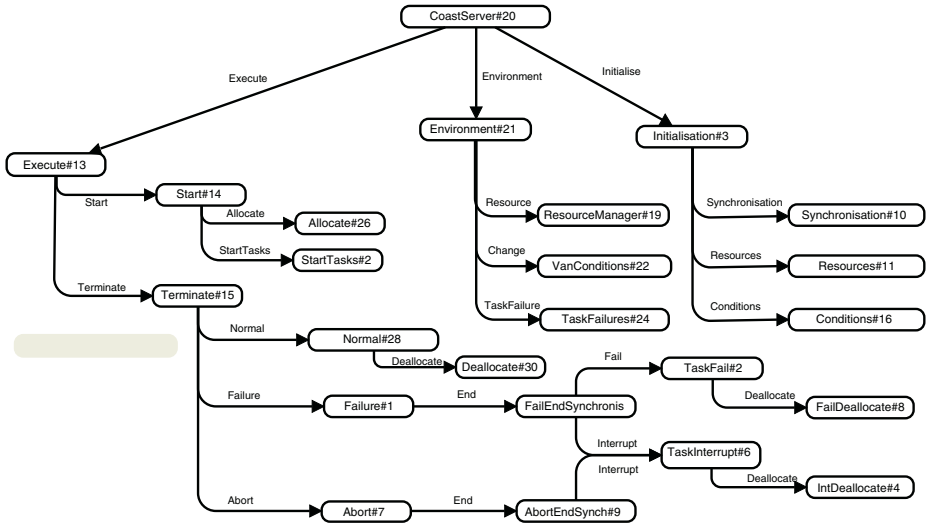 CoastServer#20
Execute
Environment
Initialise
Environment#21
Initialisation#3
Execute#13
Start
Start#14
Allocate
Allocate#26
StartTasks
StartTasks#2
Resource
ResourceManager#19
Change
VanConditions#22
TaskFailure
TaskFailures#24
Synchronisation
Synchronisation#10
Resources
Resources#11
Conditions
Conditions#16
Terminate
Terminate#15
Normal
Normal#28
Deallocate
Deallocate#30
Failure
Failure#1
End
FailEndSynchronis
Fail
TaskFail#2
Deallocate
FailDeallocate#8
Interrupt
Interrupt
TaskInterrupt#6
Deallocate
IntDeallocate#4
Abort
Abort#7
End
AbortEndSynch#9